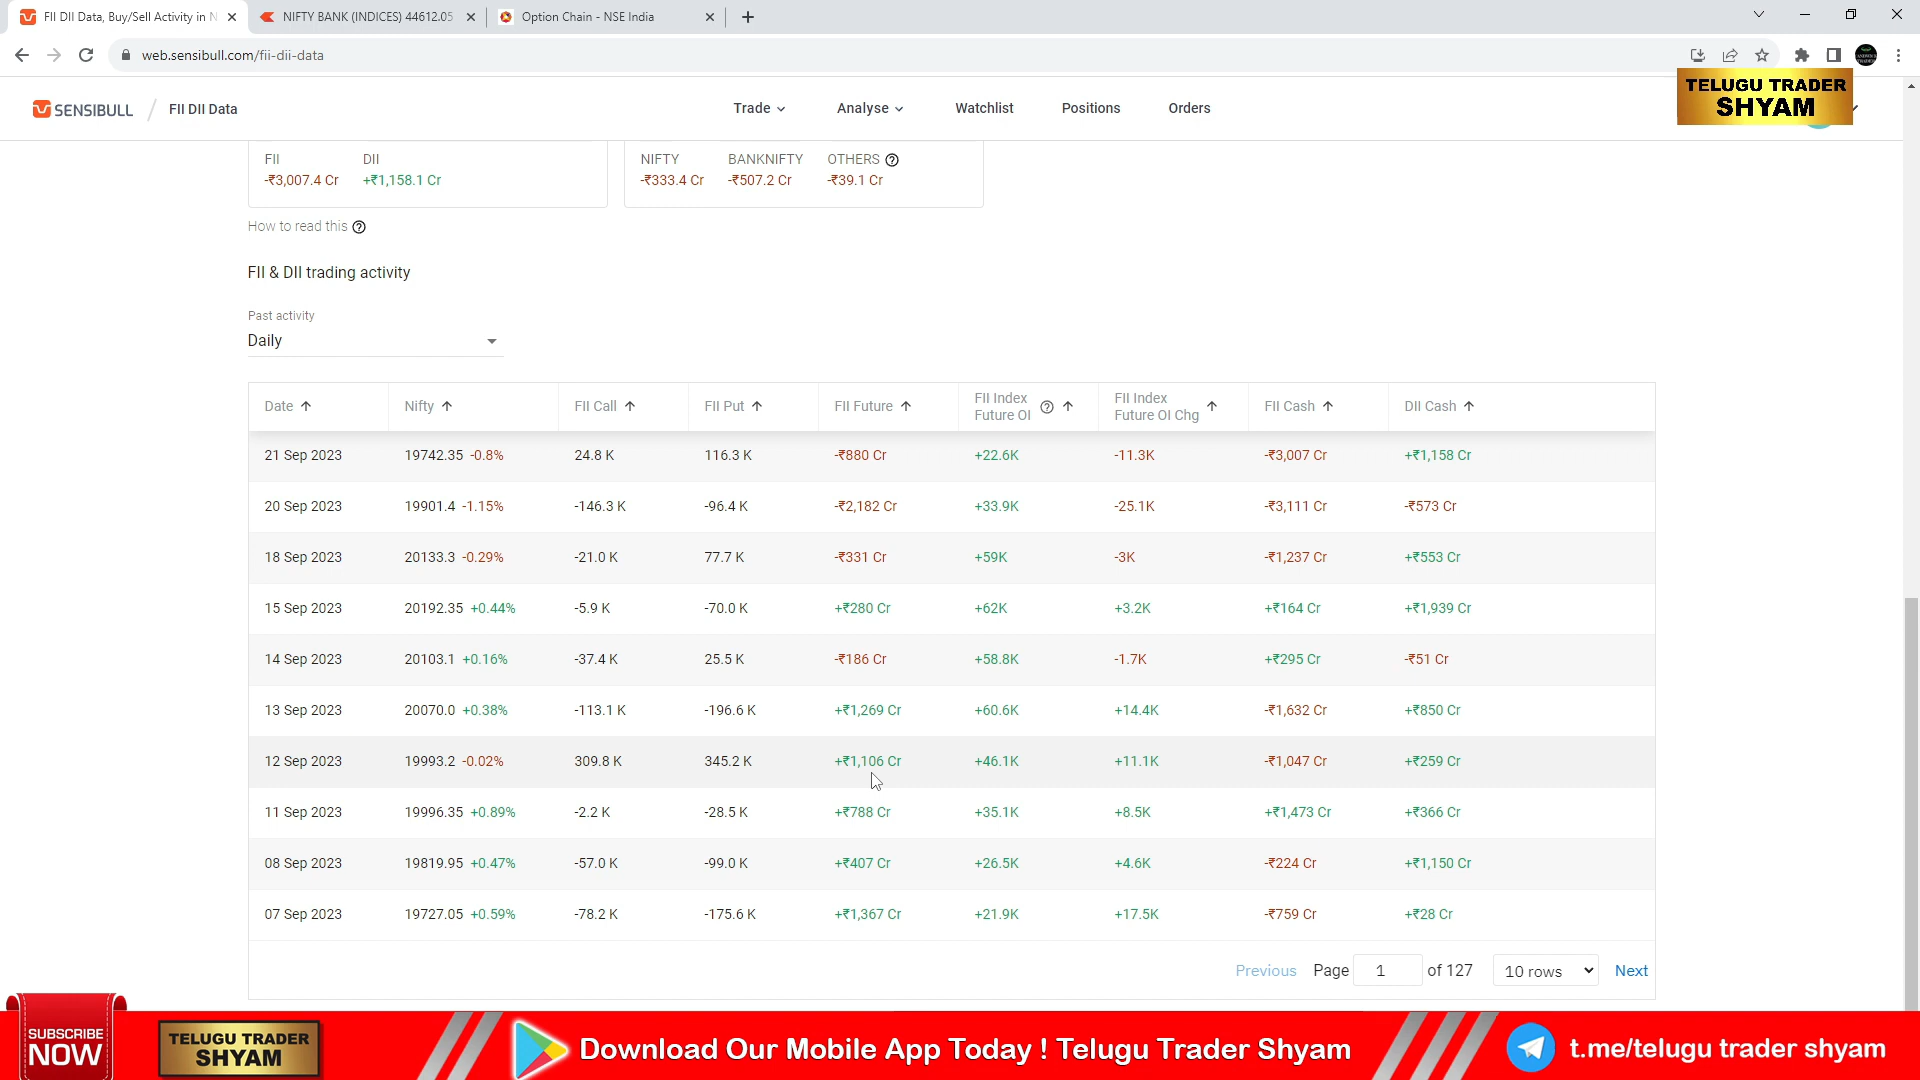 FII DII Data, Buy/Sell Activity in N
NIFTY BANK (INDICES) 44612.05
Option Chain - NSE India
web.sensibull.com/fii-dii-data
TELUGU TRADER
SHYAM
SENSIBULL / FII DII Data
Trade Analyse Watchlist Positions Orders
FII DII
-₹3,007.4 Cr +₹1,158.1 Cr
NIFTY BANKNIFTY OTHERS
-₹333.4 Cr -₹507.2 Cr -₹39.1 Cr
How to read this
FII & DII trading activity
Past activity
Daily
Date Nifty FII Call FII Put FII Future FII Index Future OI FII Index Future OI Chg FII Cash DII Cash
21 Sep 2023 19742.35 -0.8% 24.8 K 116.3 K -₹880 Cr +22.6K -11.3K -₹3,007 Cr +₹1,158 Cr
20 Sep 2023 19901.4 -1.15% -146.3 K -96.4 K -₹2,182 Cr +33.9K -25.1K -₹3,111 Cr -₹573 Cr
18 Sep 2023 20133.3 -0.29% -21.0 K 77.7 K -₹331 Cr +59K -3K -₹1,237 Cr +₹553 Cr
15 Sep 2023 20192.35 +0.44% -5.9 K -70.0 K +₹280 Cr +62K +3.2K +₹164 Cr +₹1,939 Cr
14 Sep 2023 20103.1 +0.16% -37.4 K 25.5 K -₹186 Cr +58.8K -1.7K +₹295 Cr -₹51 Cr
13 Sep 2023 20070.0 +0.38% -113.1 K -196.6 K +₹1,269 Cr +60.6K +14.4K -₹1,632 Cr +₹850 Cr
12 Sep 2023 19993.2 -0.02% 309.8 K 345.2 K +₹1,106 Cr +46.1K +11.1K -₹1,047 Cr +₹259 Cr
11 Sep 2023 19996.35 +0.89% -2.2 K -28.5 K +₹788 Cr +35.1K +8.5K +₹1,473 Cr +₹366 Cr
08 Sep 2023 19819.95 +0.47% -57.0 K -99.0 K +₹407 Cr +26.5K +4.6K -₹224 Cr +₹1,150 Cr
07 Sep 2023 19727.05 +0.59% -78.2 K -175.6 K +₹1,367 Cr +21.9K +17.5K -₹759 Cr +₹28 Cr
Previous Page 1 of 127 10 rows Next
SUBSCRIBE
NOW
TELUGU TRADER
SHYAM
Download Our Mobile App Today ! Telugu Trader Shyam
t.me/telugu trader shyam